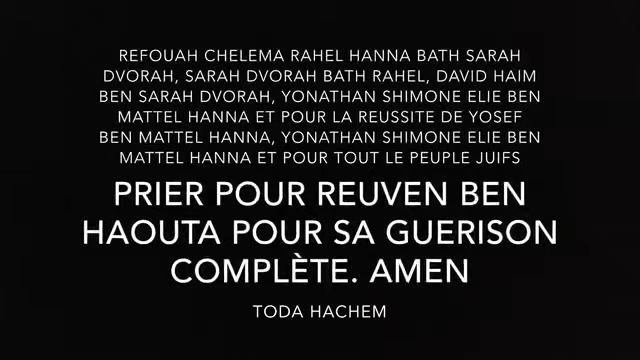 REFOUAH CHELEMA RAHEL HANNA BATH SARAH
DVORAH, SARAH DVORAH BATH RAHEL, DAVID HAIM
BEN SARAH DVORAH, YONATHAN SHIMONE ELIE BEN
MATTEL HANNA ET POUR LA REUSSITE DE YOSEF
BEN MATTEL HANNA, YONATHAN SHIMONE ELIE BEN
MATTEL HANNA ET POUR TOUT LE PEUPLE JUIFS
PRIER POUR REUVEN BEN
HAOUTA POUR SA GUERISON
COMPLÈTE. AMEN
TODA HACHEM